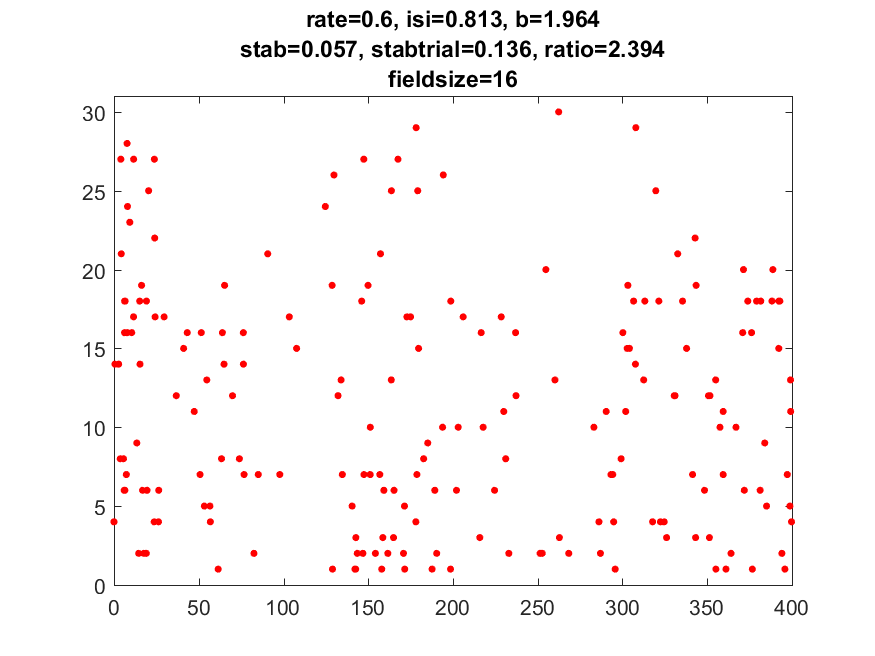 rate=0.6, isi=0.813, b=1.964
stab=0.057, stabtrial=0.136, ratio=2.394
fieldsize=16
30
25
20
15
10
5
0
0 50 100 150 200 250 300 350 400